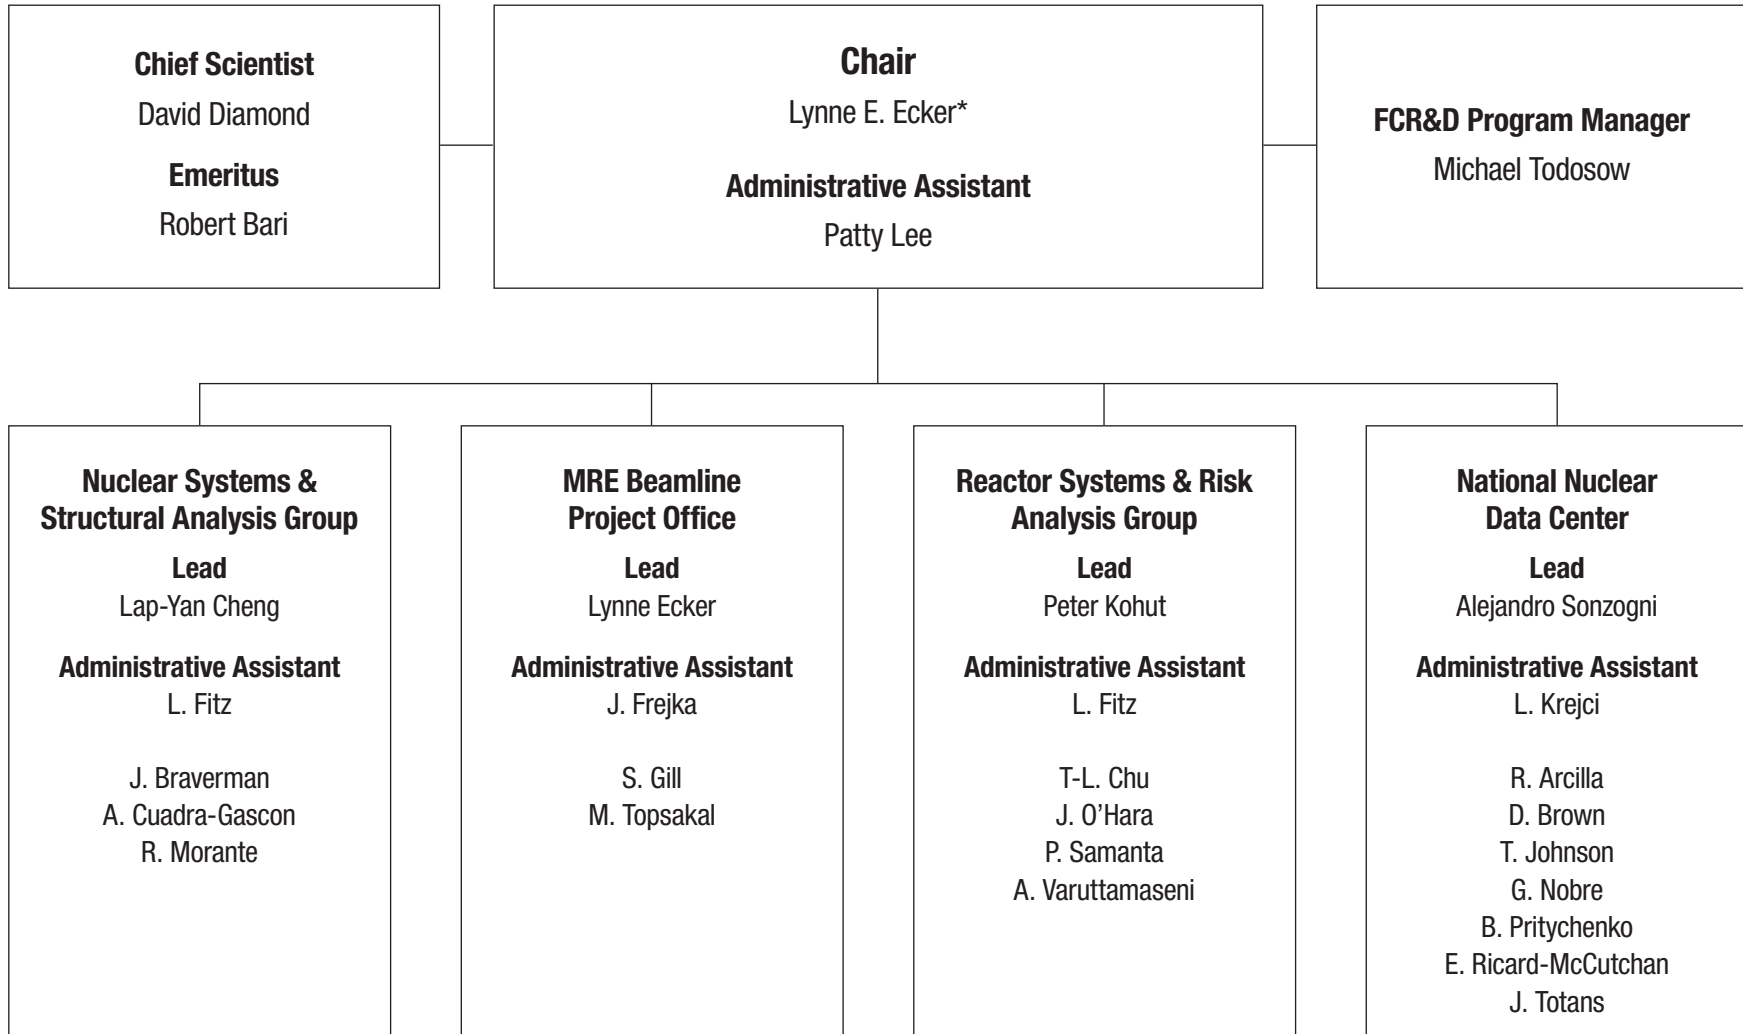 Chief Scientist
David Diamond
Emeritus
Robert Bari
Chair
Lynne E. Ecker*
Administrative Assistant
Patty Lee
FCR&D Program Manager
Michael Todosow
Nuclear Systems &
Structural Analysis Group
Lead
Lap-Yan Cheng
Administrative Assistant
L. Fitz
J. Braverman
A. Cuadra-Gascon
R. Morante
MRE Beamline
Project Office
Lead
Lynne Ecker
Administrative Assistant
J. Frejka
S. Gill
M. Topsakal
Reactor Systems & Risk
Analysis Group
Lead
Peter Kohut
Administrative Assistant
L. Fitz
T-L. Chu
J. O'Hara
P. Samanta
A. Varuttamaseni
National Nuclear
Data Center
Lead
Alejandro Sonzogni
Administrative Assistant
L. Krejci
R. Arcilla
D. Brown
T. Johnson
G. Nobre
B. Pritychenko
E. Ricard-McCutchan
J. Totans